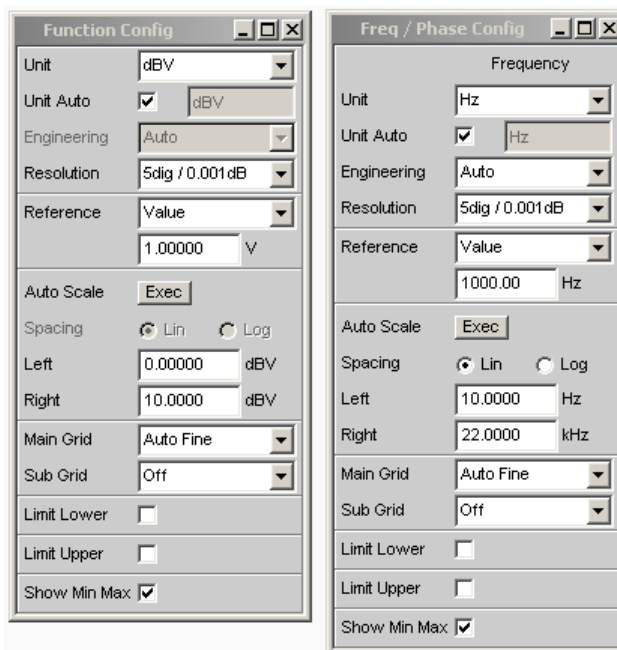 Function Config
Unit dBV
Unit Auto dBV
Engineering Auto
Resolution 5dig / 0.001dB
Reference Value
1.00000 V
Auto Scale Exec
Spacing Lin Log
Left 0.00000 dBV
Right 10.0000 dBV
Main Grid Auto Fine
Sub Grid Off
Limit Lower
Limit Upper
Show Min Max
Freq / Phase Config
Frequency
Unit Hz
Unit Auto Hz
Engineering Auto
Resolution 5dig / 0.001dB
Reference Value
1000.00 Hz
Auto Scale Exec
Spacing Lin Log
Left 10.0000 Hz
Right 22.0000 kHz
Main Grid Auto Fine
Sub Grid Off
Limit Lower
Limit Upper
Show Min Max